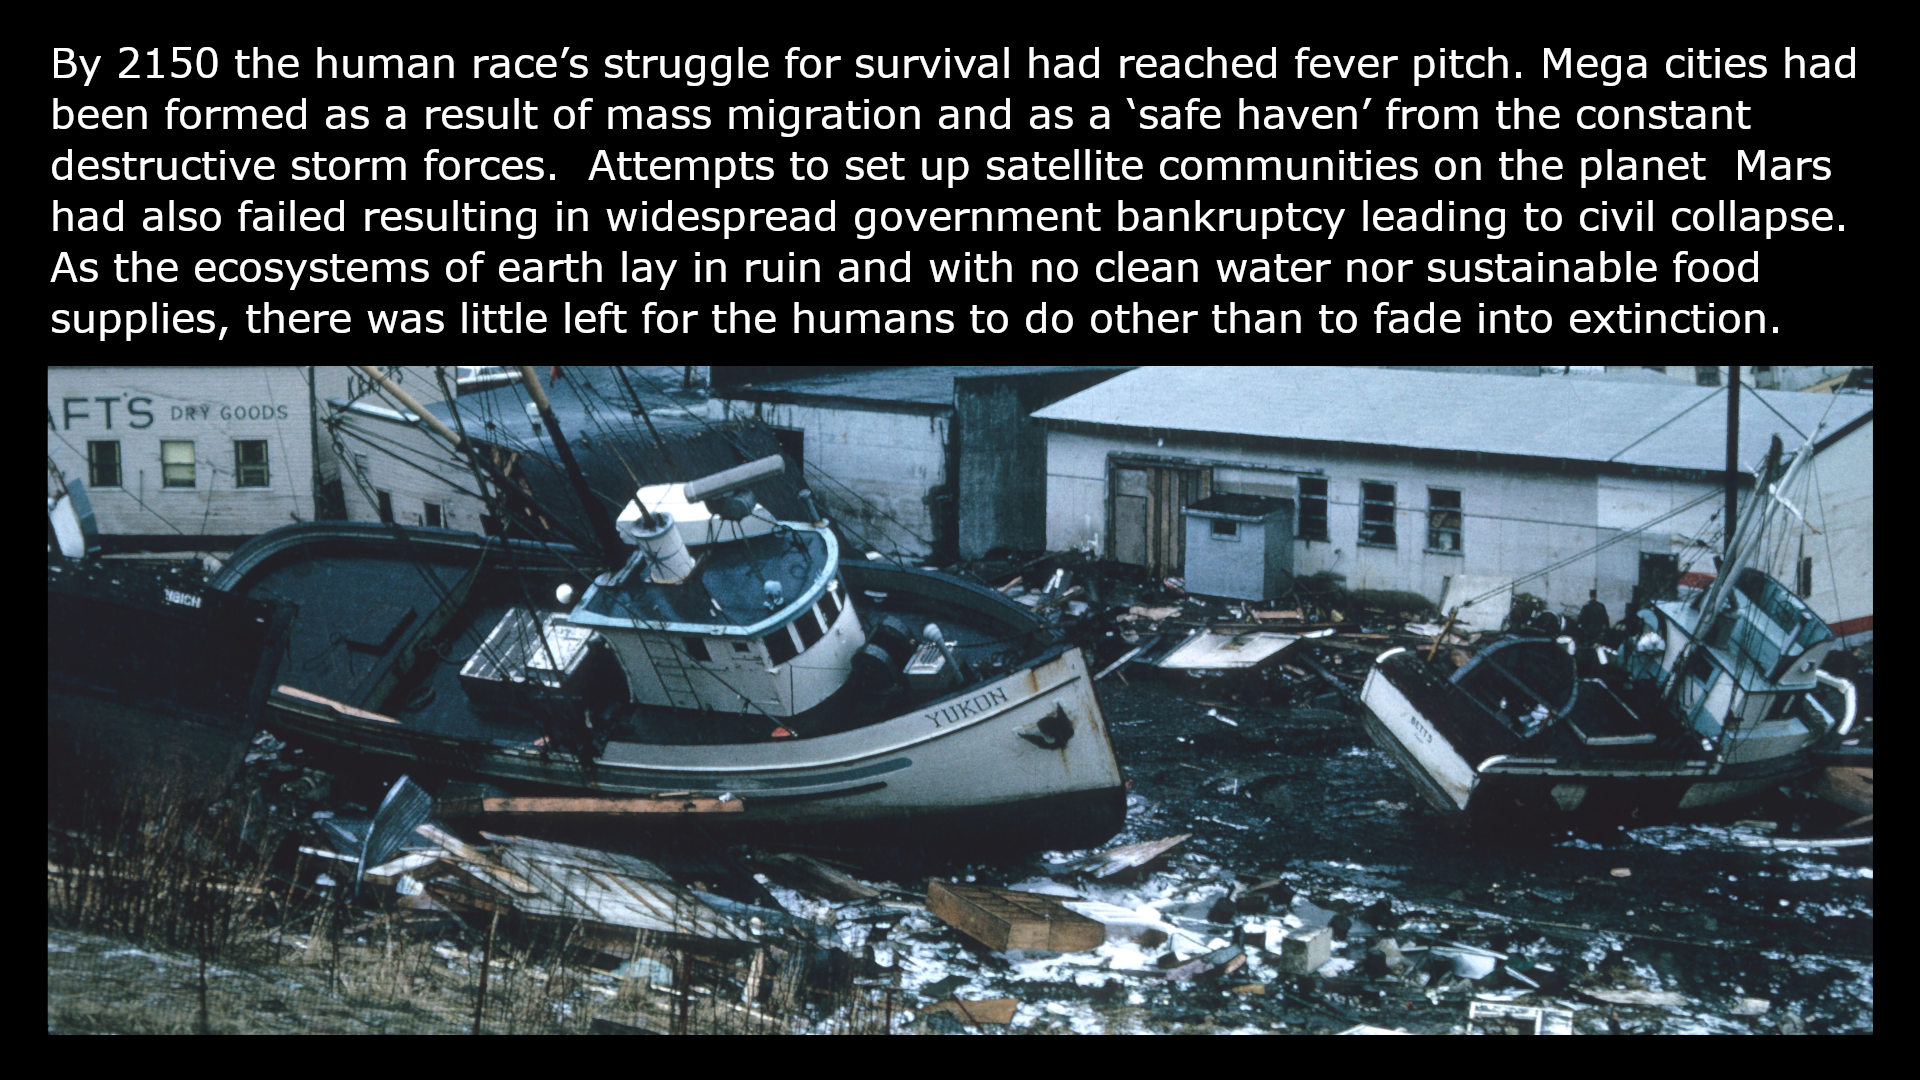 By 2150 the human race’s struggle for survival had reached fever pitch. Mega cities had
been formed as a result of mass migration and as a ‘safe haven’ from the constant
destructive storm forces.  Attempts to set up satellite communities on the planet  Mars
had also failed resulting in widespread government bankruptcy leading to civil collapse.
As the ecosystems of earth lay in ruin and with no clean water nor sustainable food
supplies, there was little left for the humans to do other than to fade into extinction.
AFT'S DRY GOODS
YUKON